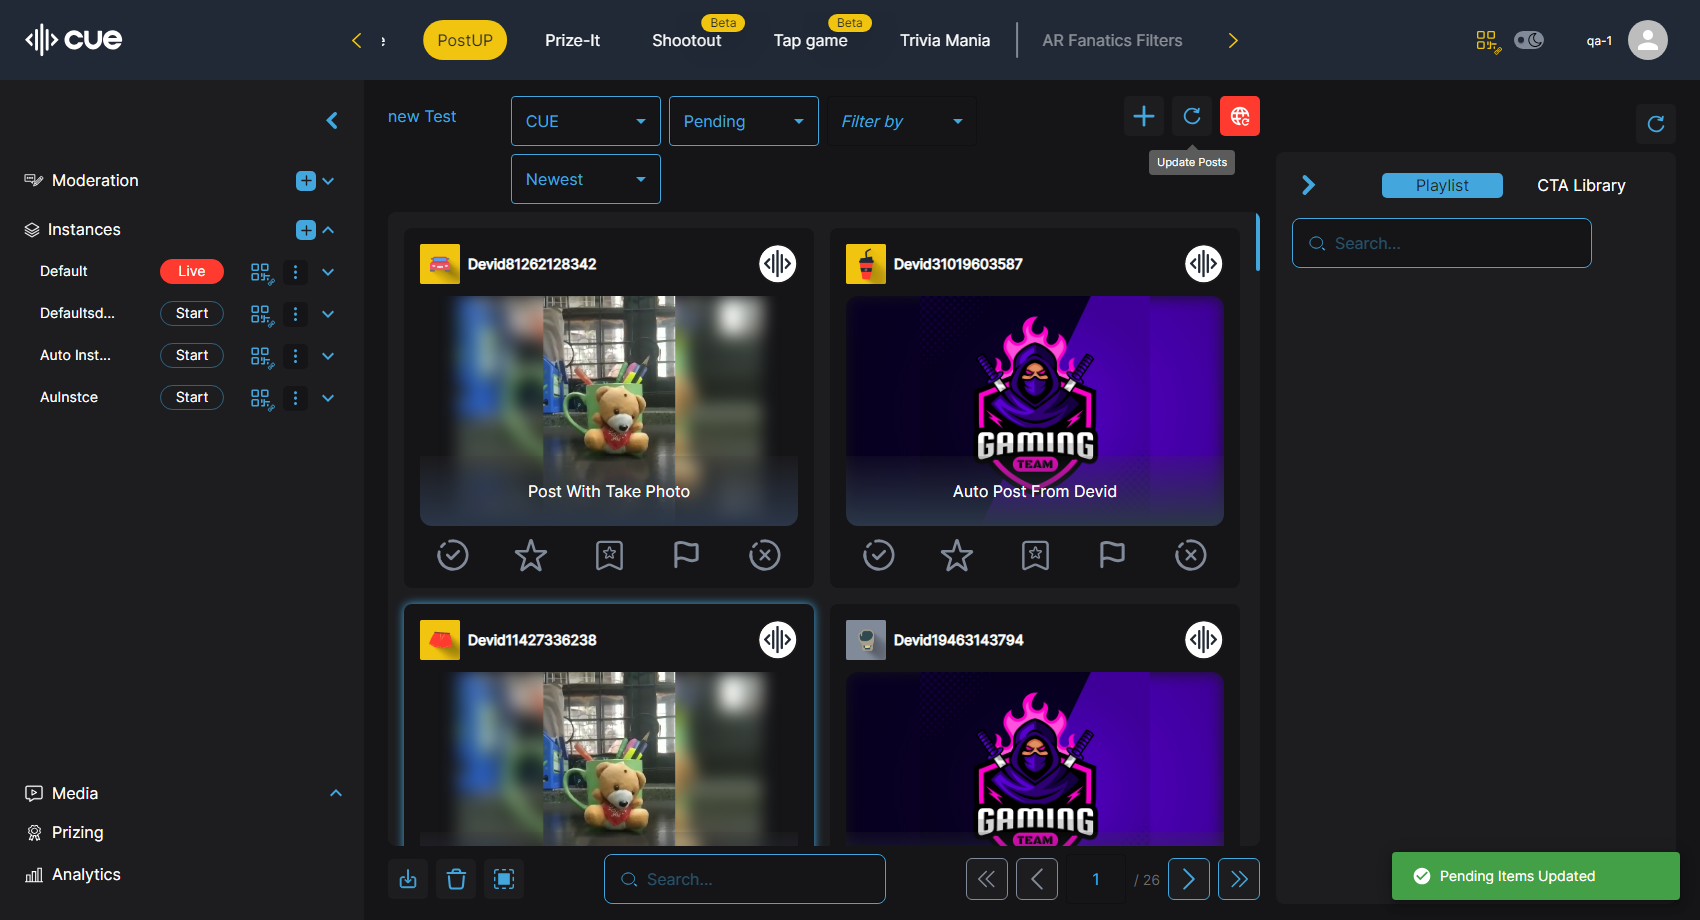 cue
PostUP
Prize-It
Beta
Shootout
Beta
Tap game
Trivia Mania
AR Fanatics Filters
qa-1
new Test
CUE
Pending
Filter by
Newest
Update Posts
Moderation
Instances
Default
Live
Defaultsd...
Start
Auto Inst...
Start
AuInstce
Start
Media
Prizing
Analytics
Devid81262128342
Post With Take Photo
Devid31019603587
GAMING
TEAM
Auto Post From Devid
Devid11427336238
Devid19463143794
GAMING
TEAM
Search...
1
/ 26
Playlist
CTA Library
Search...
Pending Items Updated